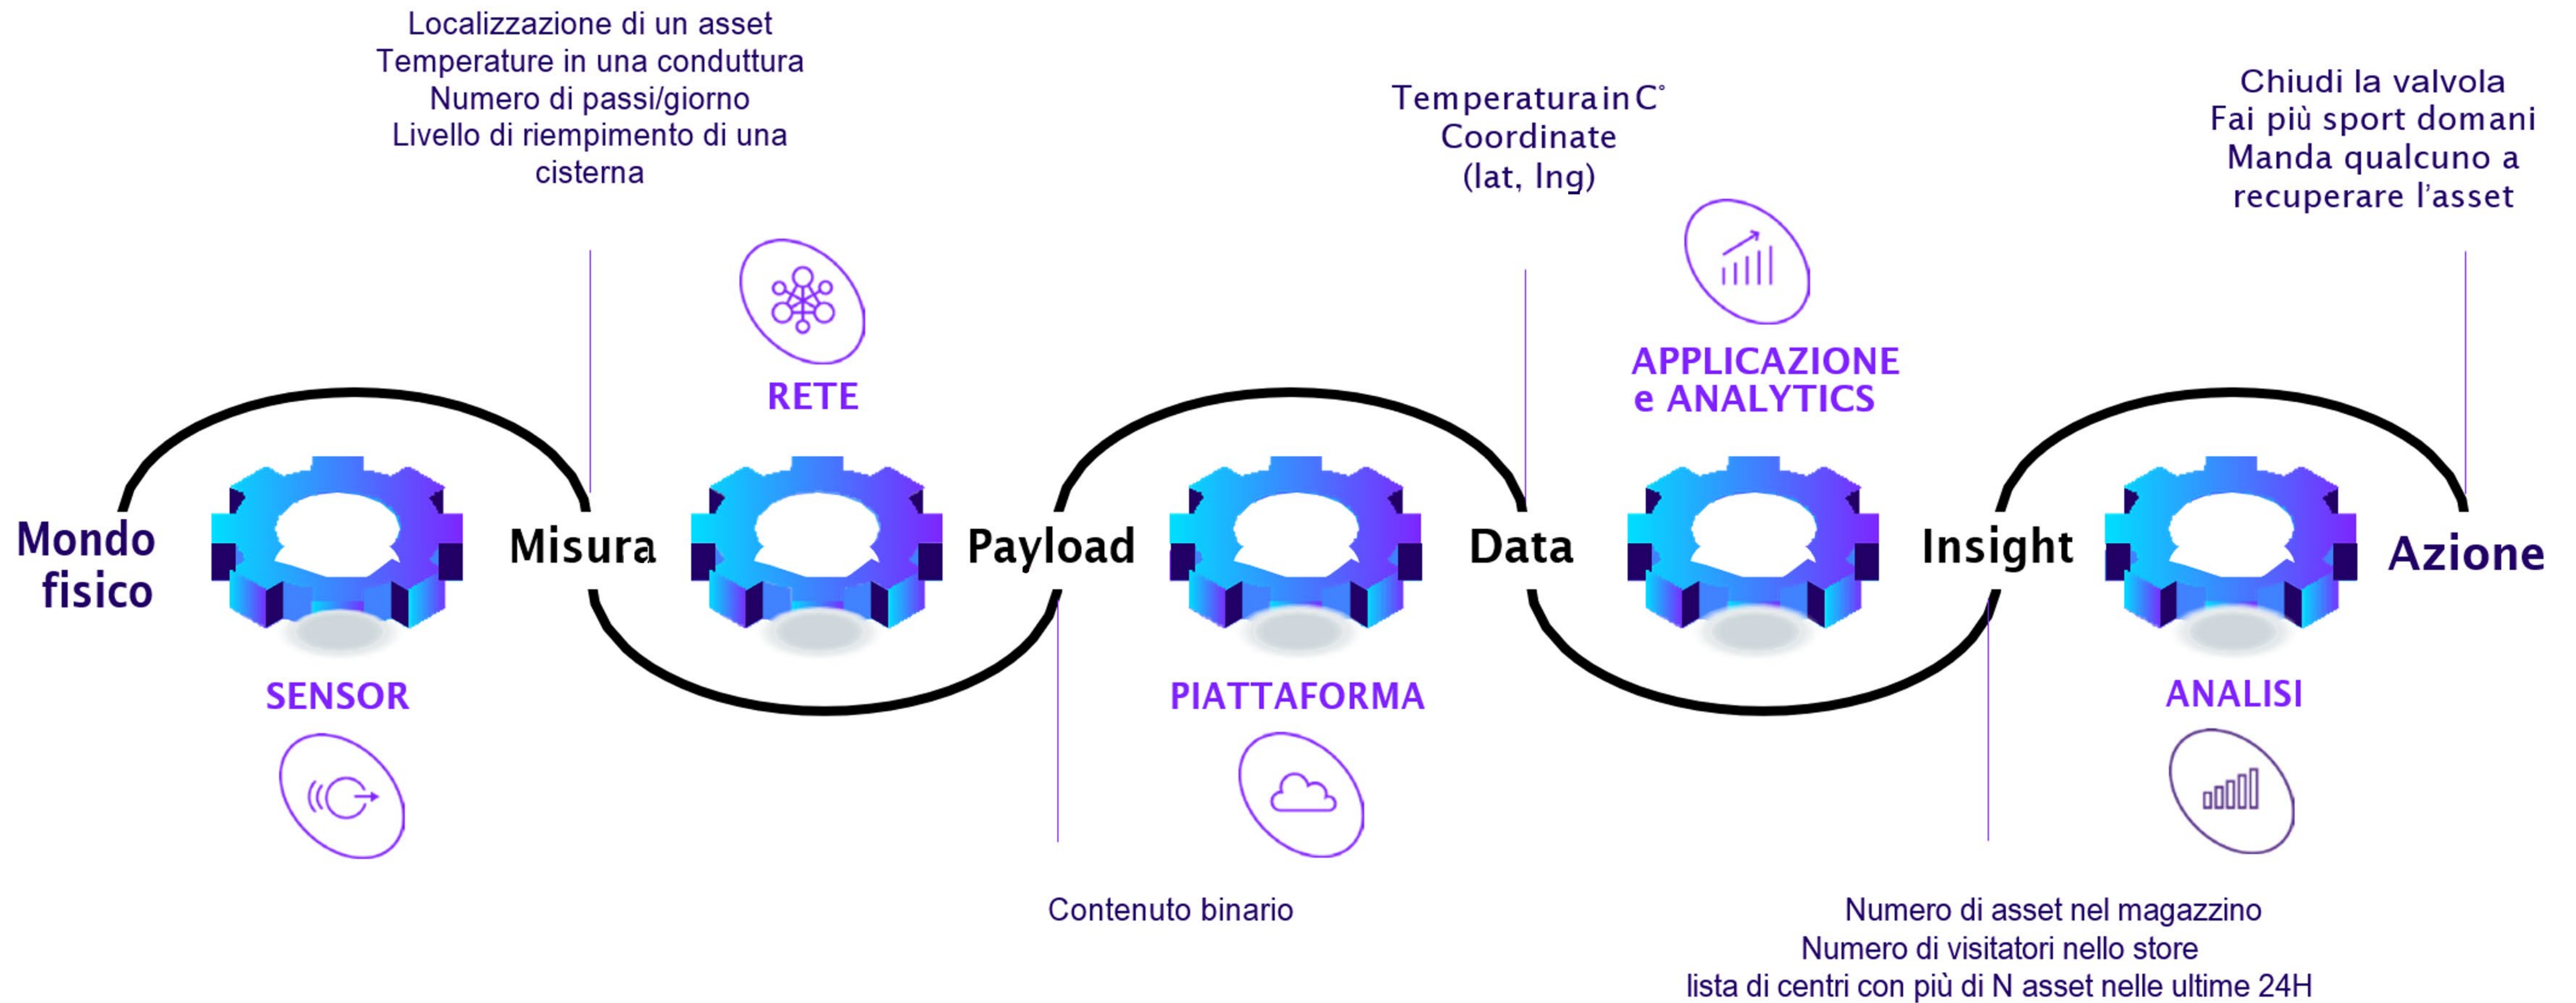 Localizzazione di un asset
Temperature in una conduttura
Numero di passi/giorno
Livello di riempimento di una
cisterna
Temperatura in C°
Coordinate
(lat, lng)
Chiudi la valvola
Fai più sport domani
Manda qualcuno a
recuperare l'asset
RETE
APPLICAZIONE
e ANALYTICS
Mondo
fisico
Misura
Payload
Data
Insight
Azione
SENSOR
PIATTAFORMA
ANALISI
Contenuto binario
Numero di asset nel magazzino
Numero di visitatori nello store
lista di centri con più di N asset nelle ultime 24H